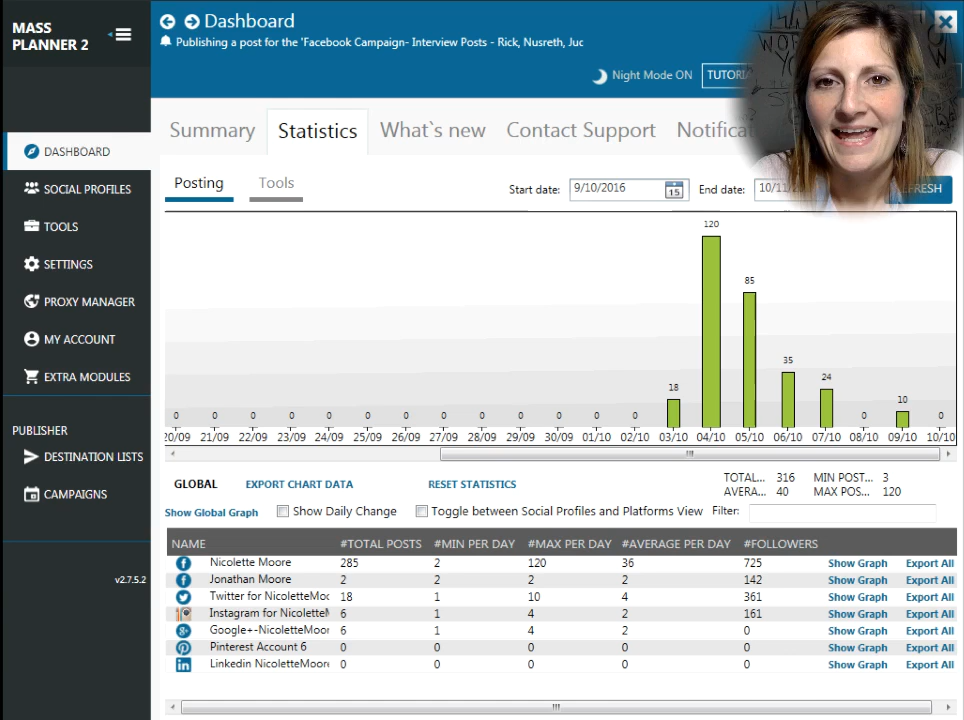 MASS
PLANNER 2
Dashboard
Publishing a post for the 'Facebook Campaign- Interview Posts - Rick, Nusreth, Juc
Night Mode ON
TUTORI
Summary Statistics What`s new Contact Support Notificat
DASHBOARD
SOCIAL PROFILES
TOOLS
SETTINGS
PROXY MANAGER
MY ACCOUNT
EXTRA MODULES
PUBLISHER
DESTINATION LISTS
CAMPAIGNS
v2.7.5.2
Posting Tools
Start date: 9/10/2016 15 End date: 10/11/2 EFRESH
120
85
35
24
18
10
0 0 0 0 0 0 0 0 0 0 0 0 0 0 0
20/09 21/09 22/09 23/09 24/09 25/09 26/09 27/09 28/09 29/09 30/09 01/10 02/10 03/10 04/10 05/10 06/10 07/10 08/10 09/10 10/10
GLOBAL EXPORT CHART DATA RESET STATISTICS
TOTAL... 316 MIN POST... 3
AVERA... 40 MAX POS... 120
Show Global Graph Show Daily Change Toggle between Social Profiles and Platforms View Filter:
NAME #TOTAL POSTS #MIN PER DAY #MAX PER DAY #AVERAGE PER DAY #FOLLOWERS
Nicolette Moore 285 2 120 36 725 Show Graph Export All
Jonathan Moore 2 2 2 2 142 Show Graph Export All
Twitter for NicoletteMoo 18 1 10 4 361 Show Graph Export All
Instagram for NicoletteM 6 1 4 2 161 Show Graph Export All
Google+-NicoletteMoor 6 1 4 2 0 Show Graph Export All
Pinterest Account 6 0 0 0 0 0 Show Graph Export All
Linkedin NicoletteMoore 0 0 0 0 0 Show Graph Export All